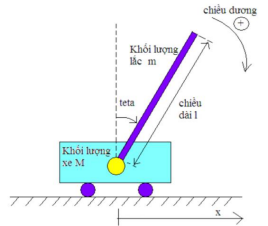 chiều dương
+
Khối lượng
lắc m
teta
chiều
dài l
Khối lượng
xe M
x